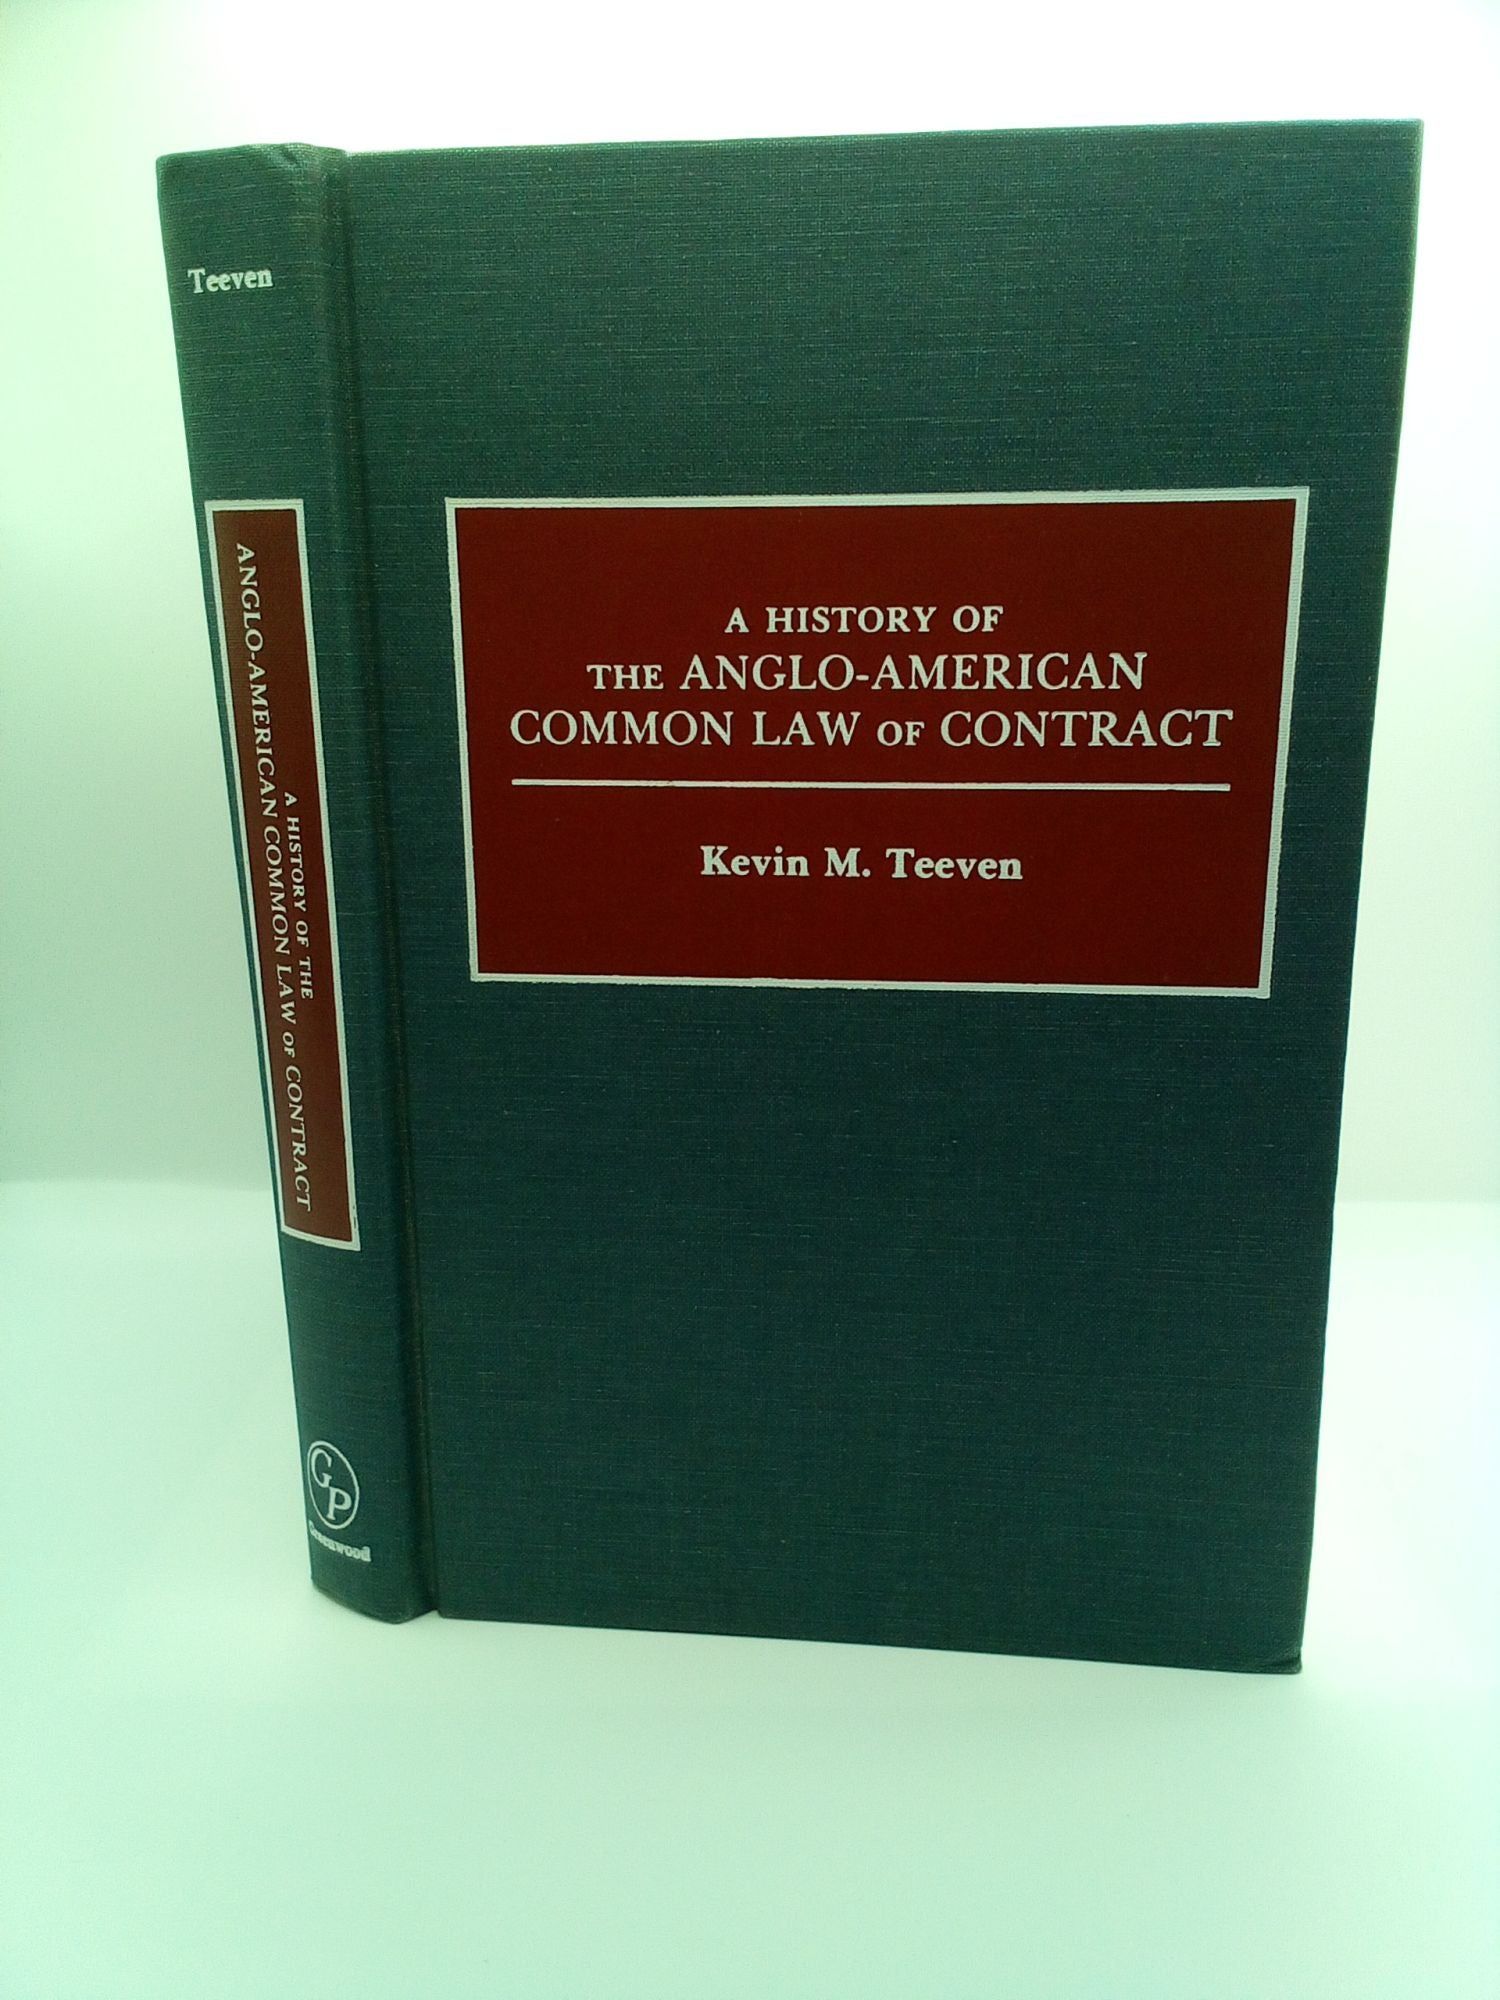 Teeven
A HISTORY OF THE
ANGLO-AMERICAN COMMON LAW OF CONTRACT
GP
Greenwood
A HISTORY OF
THE ANGLO-AMERICAN
COMMON LAW OF CONTRACT
Kevin M. Teeven